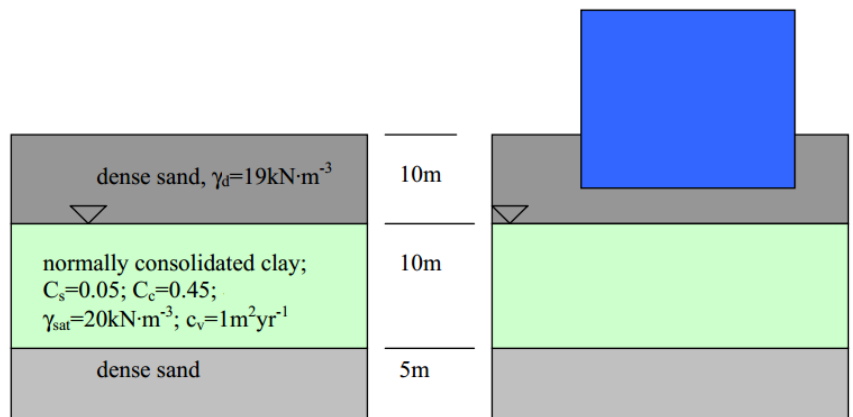 dense sand, γd=19kN·m⁻³
10m
normally consolidated clay;
Cs=0.05; Cc=0.45;
γsat=20kN·m⁻³; cv=1m²yr⁻¹
10m
dense sand
5m